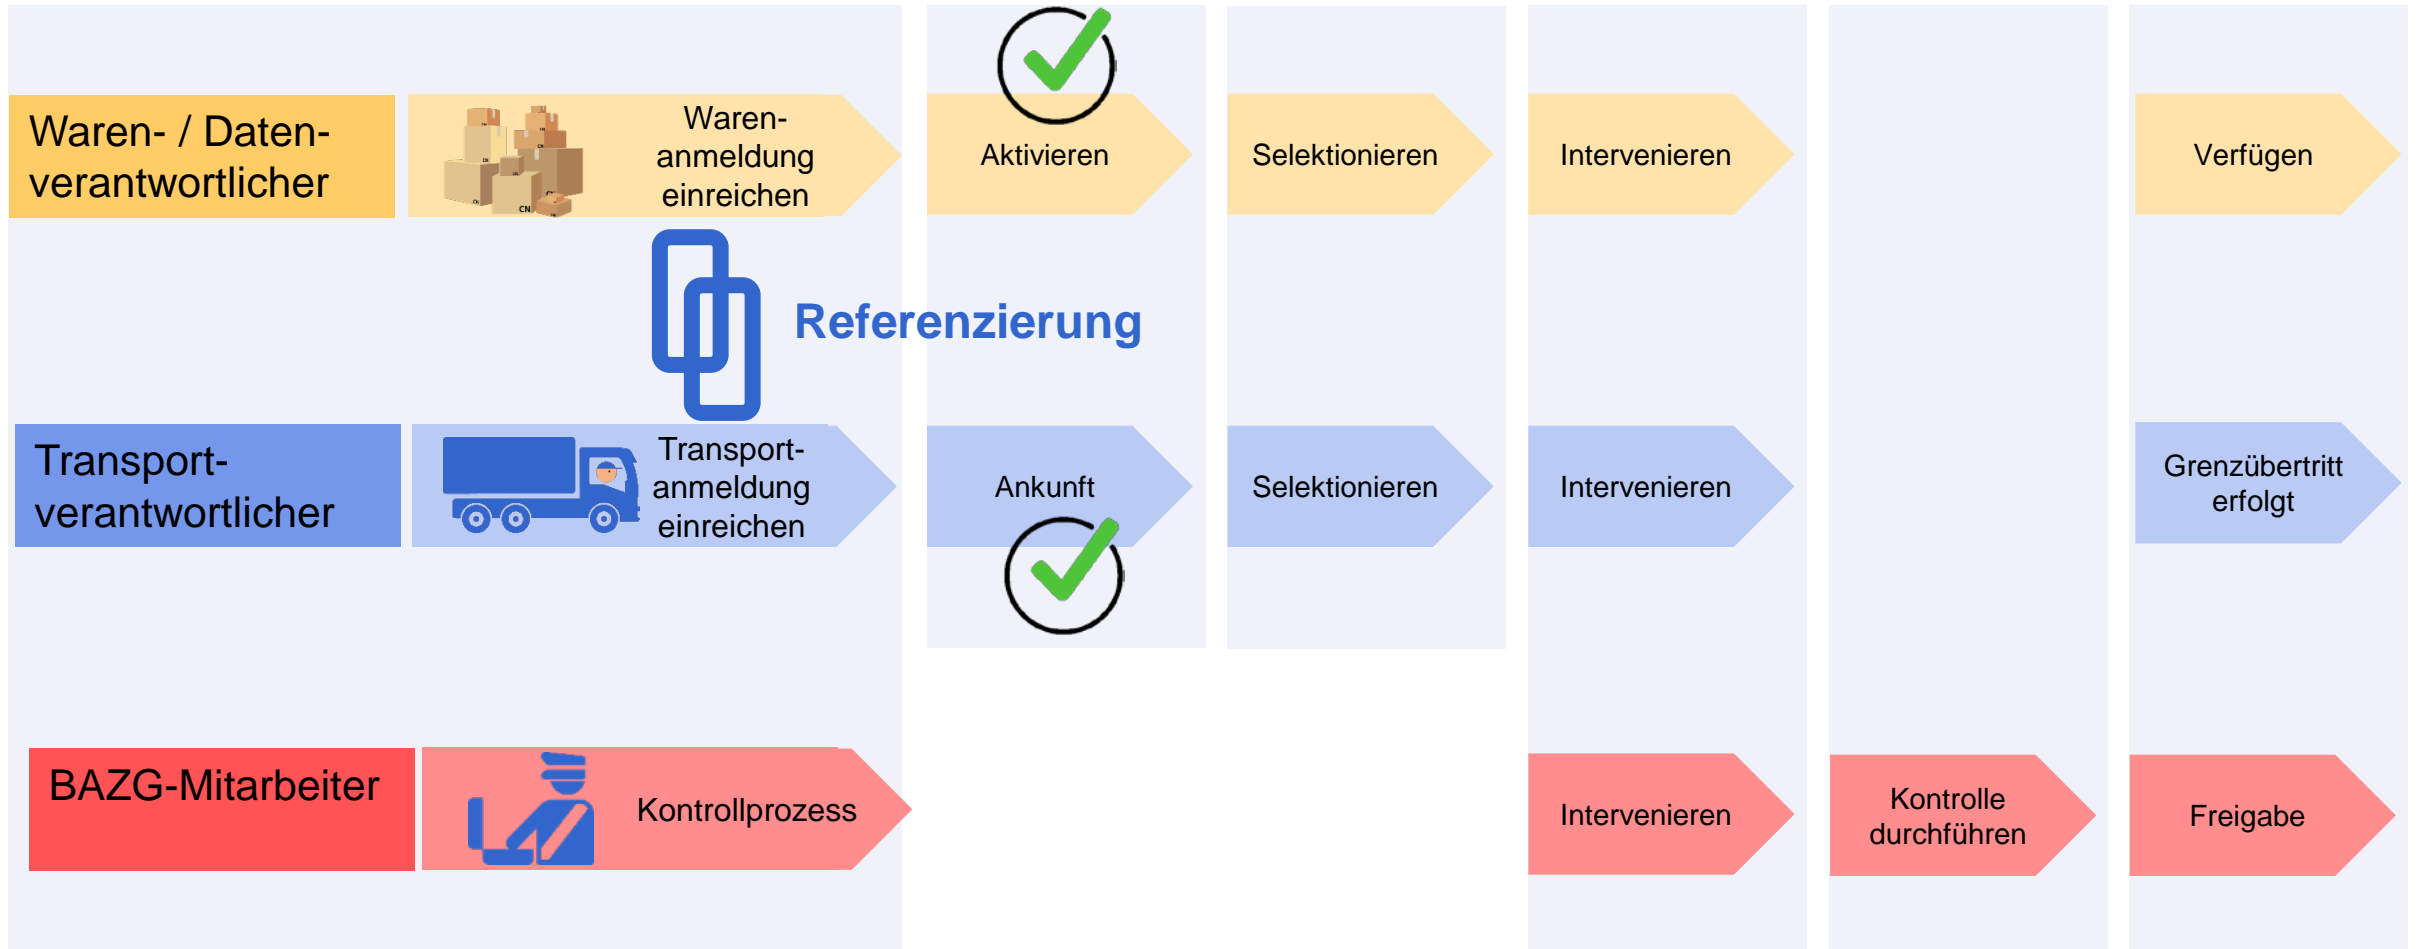 Waren- / Daten-
verantwortlicher
Waren-
anmeldung
einreichen
Aktivieren
Selektionieren
Intervenieren
Verfügen
Referenzierung
Transport-
verantwortlicher
Transport-
anmeldung
einreichen
Ankunft
Selektionieren
Intervenieren
Grenzübertritt
erfolgt
BAZG-Mitarbeiter
Kontrollprozess
Intervenieren
Kontrolle
durchführen
Freigabe
CN